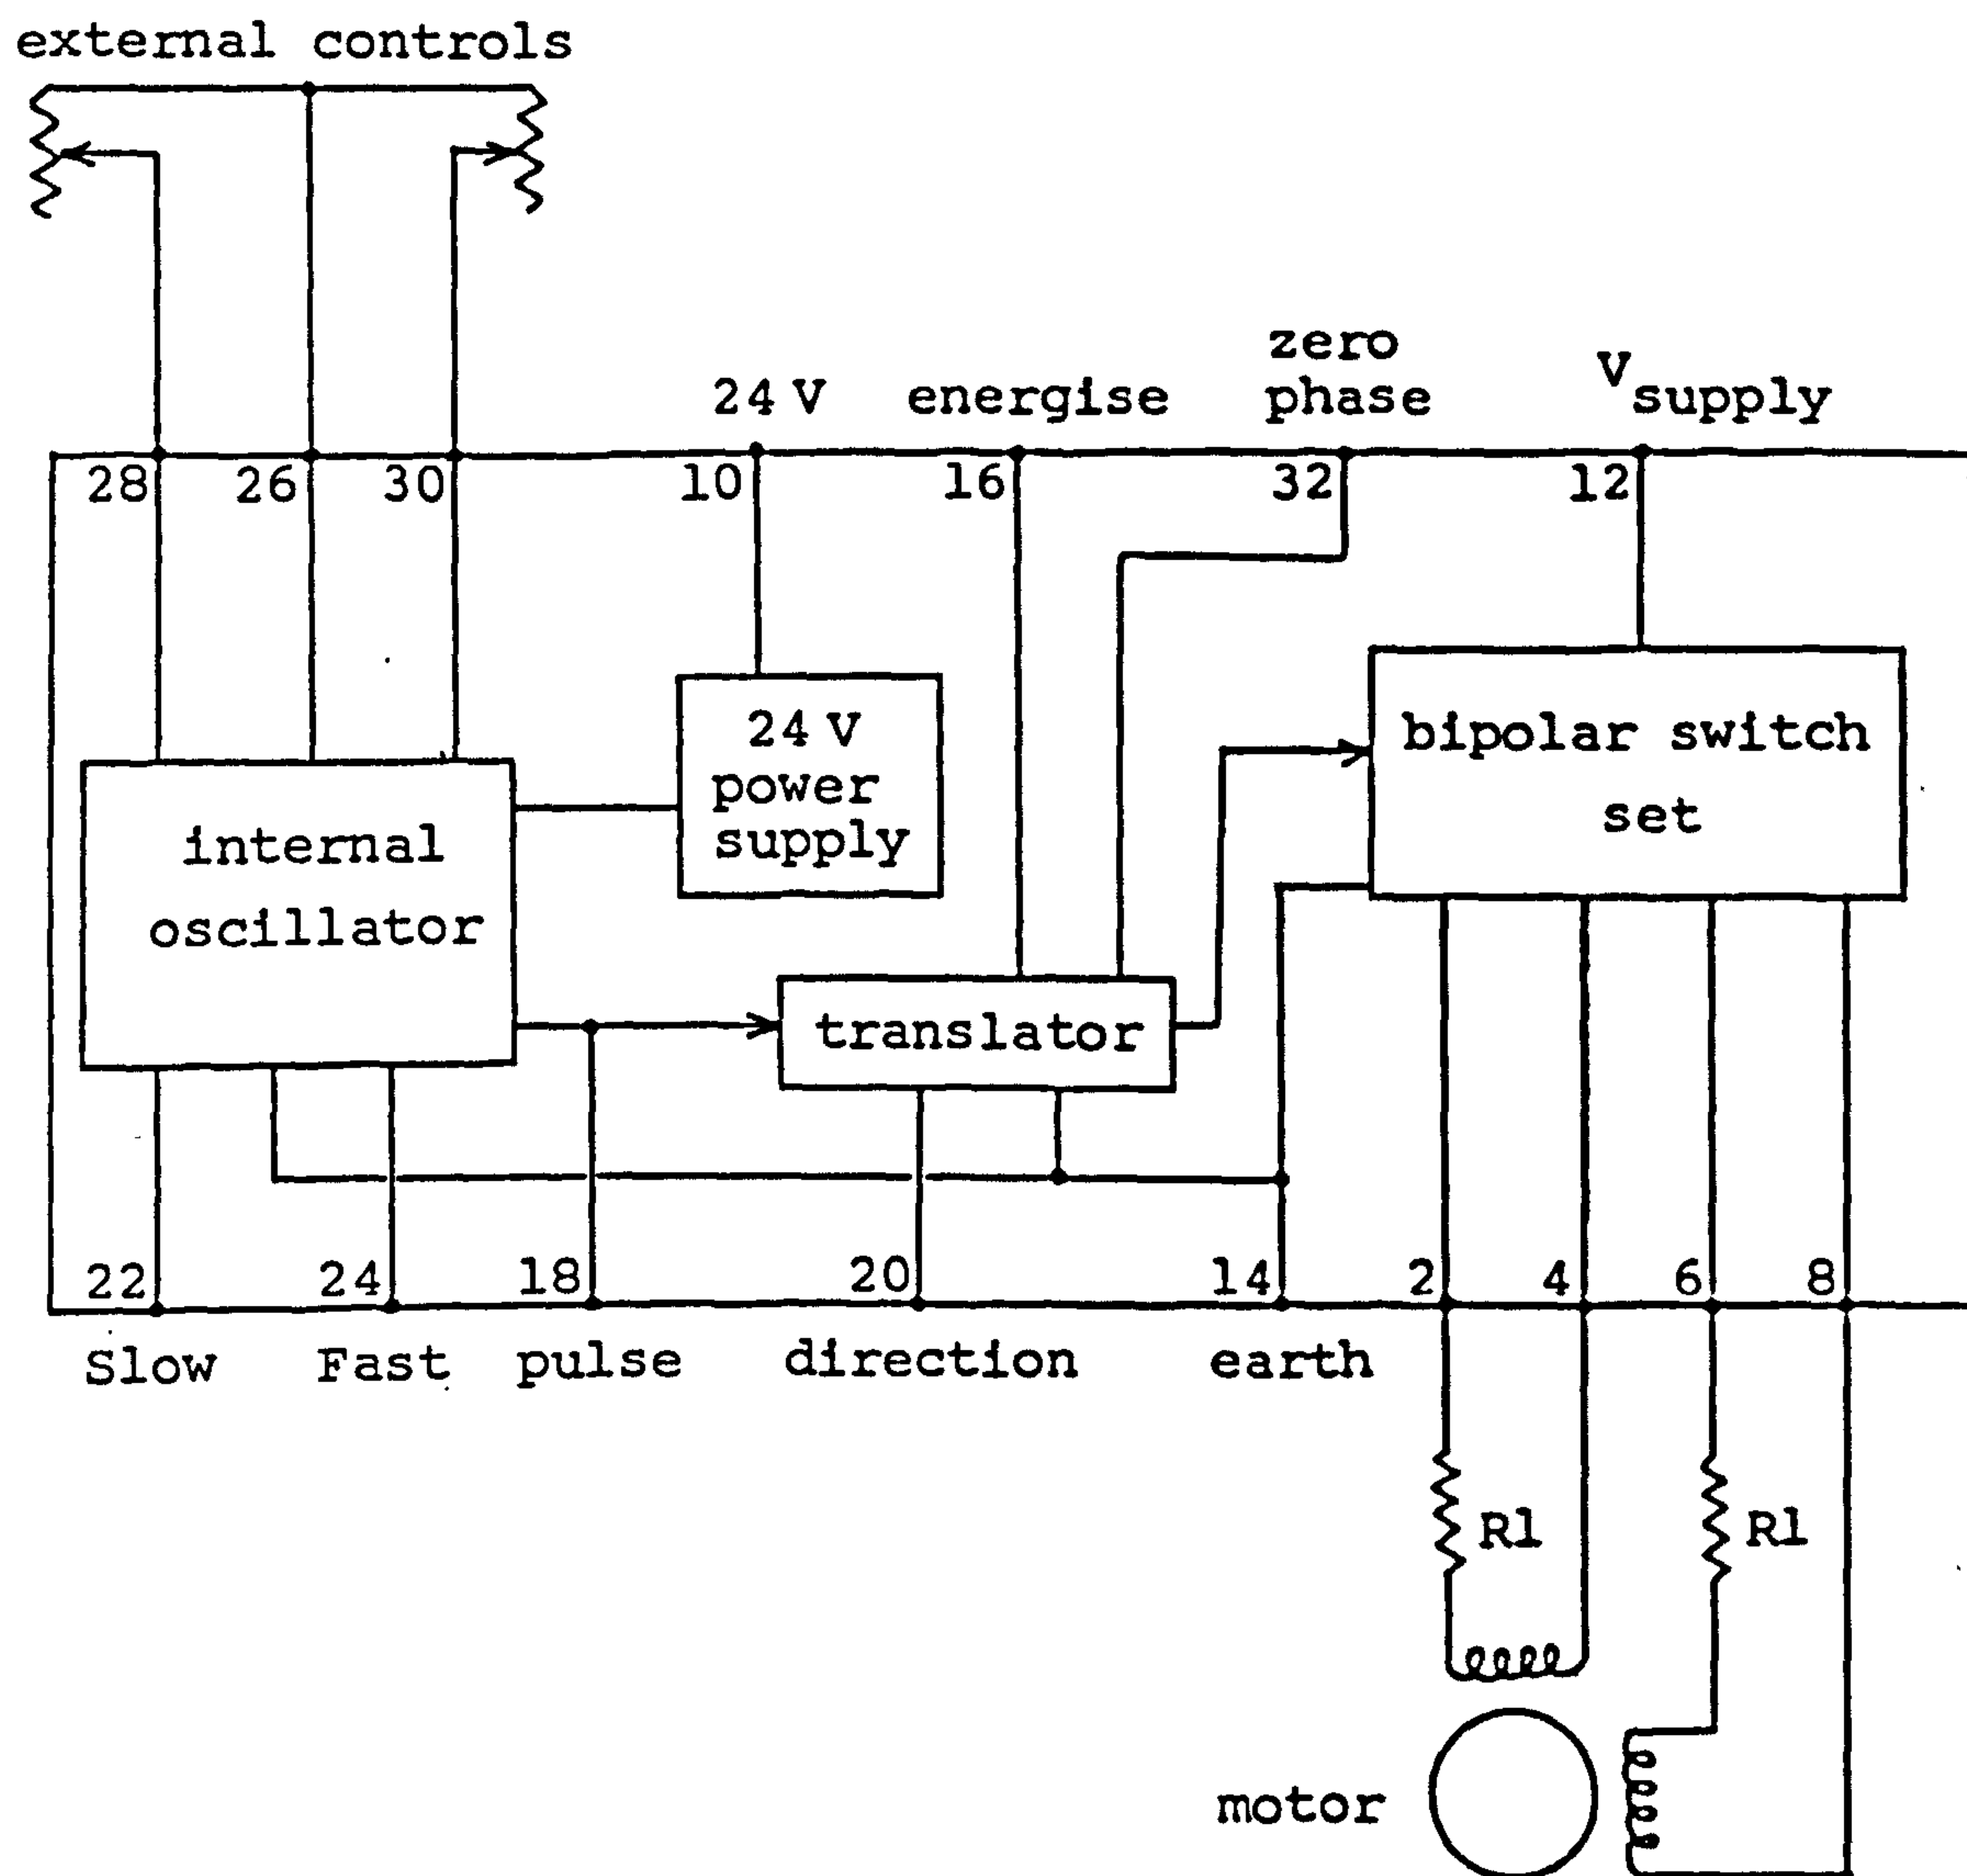 external controls
24 V energise zero phase Vsupply
28 26 30 10 16 32 12
24 V
power
supply
bipolar switch
set
internal
oscillator
translator
22 24 18 20 14 2 4 6 8
Slow Fast pulse direction earth
R1 R1
motor